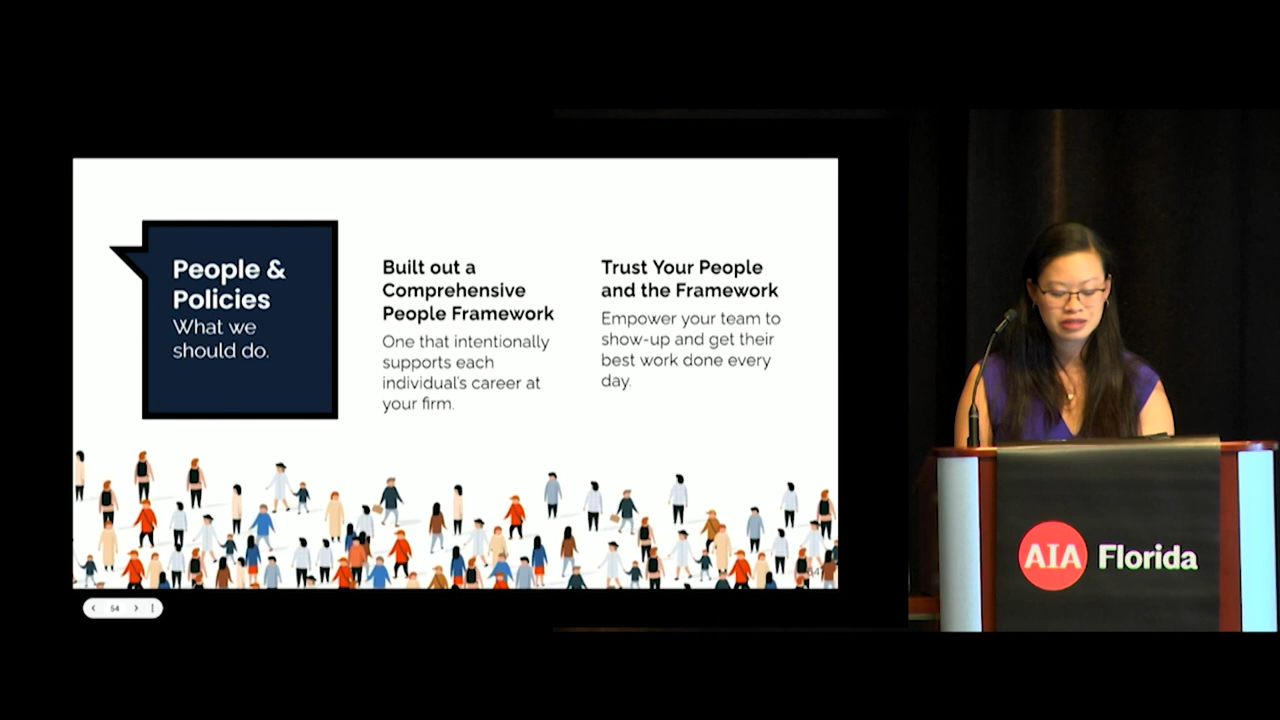 People &
Policies
What we
should do.
Built out a
Comprehensive
People Framework
One that intentionally
supports each
individual's career at
your firm.
Trust Your People
and the Framework
Empower your team to
show-up and get their
best work done every
day.
54
AIA Florida